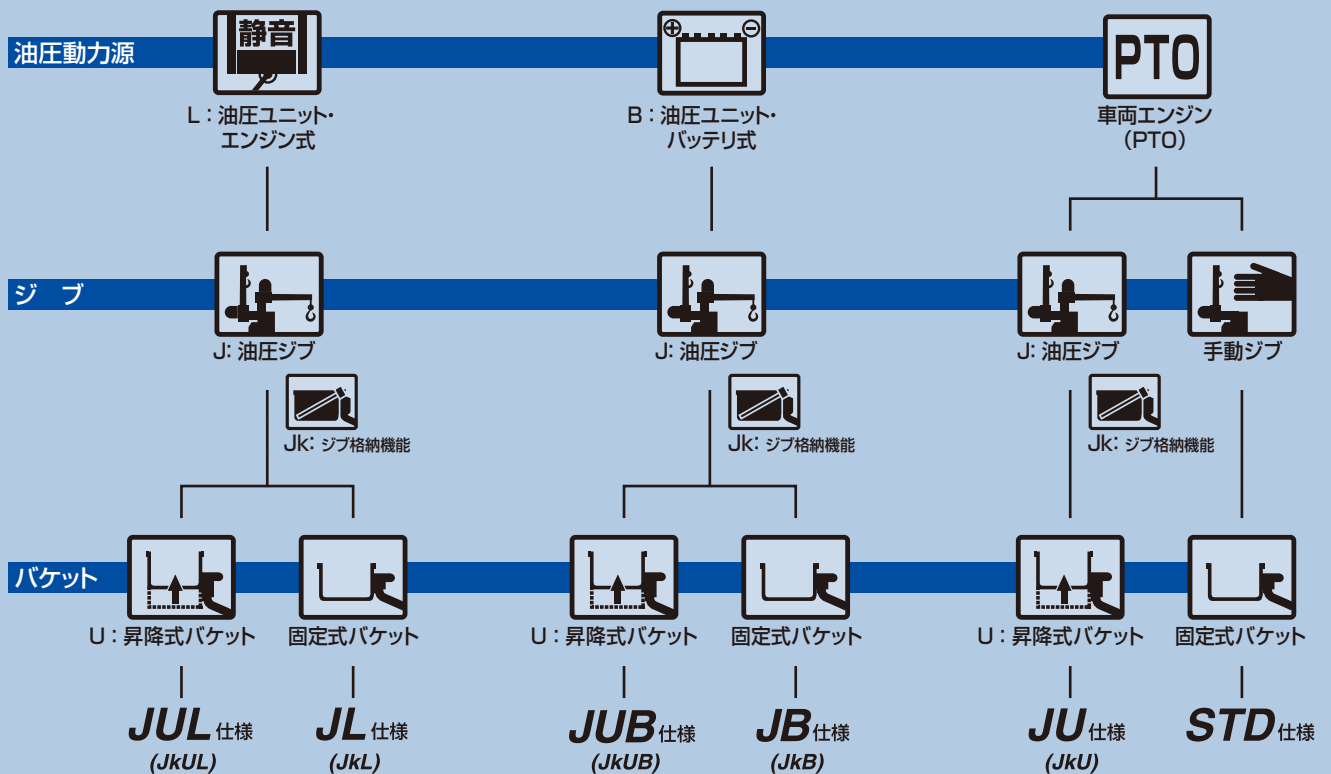 油圧動力源
静音
PTO
L：油圧ユニット・
エンジン式
B：油圧ユニット・
バッテリ式
車両エンジン
（PTO）
ジブ
J：油圧ジブ
J：油圧ジブ
J：油圧ジブ
手動ジブ
Jk：ジブ格納機能
Jk：ジブ格納機能
Jk：ジブ格納機能
バケット
U：昇降式バケット
固定式バケット
U：昇降式バケット
固定式バケット
U：昇降式バケット
固定式バケット
JUL仕様
(JkUL)
JL仕様
(JkL)
JUB仕様
(JkUB)
JB仕様
(JkB)
JU仕様
(JkU)
STD仕様